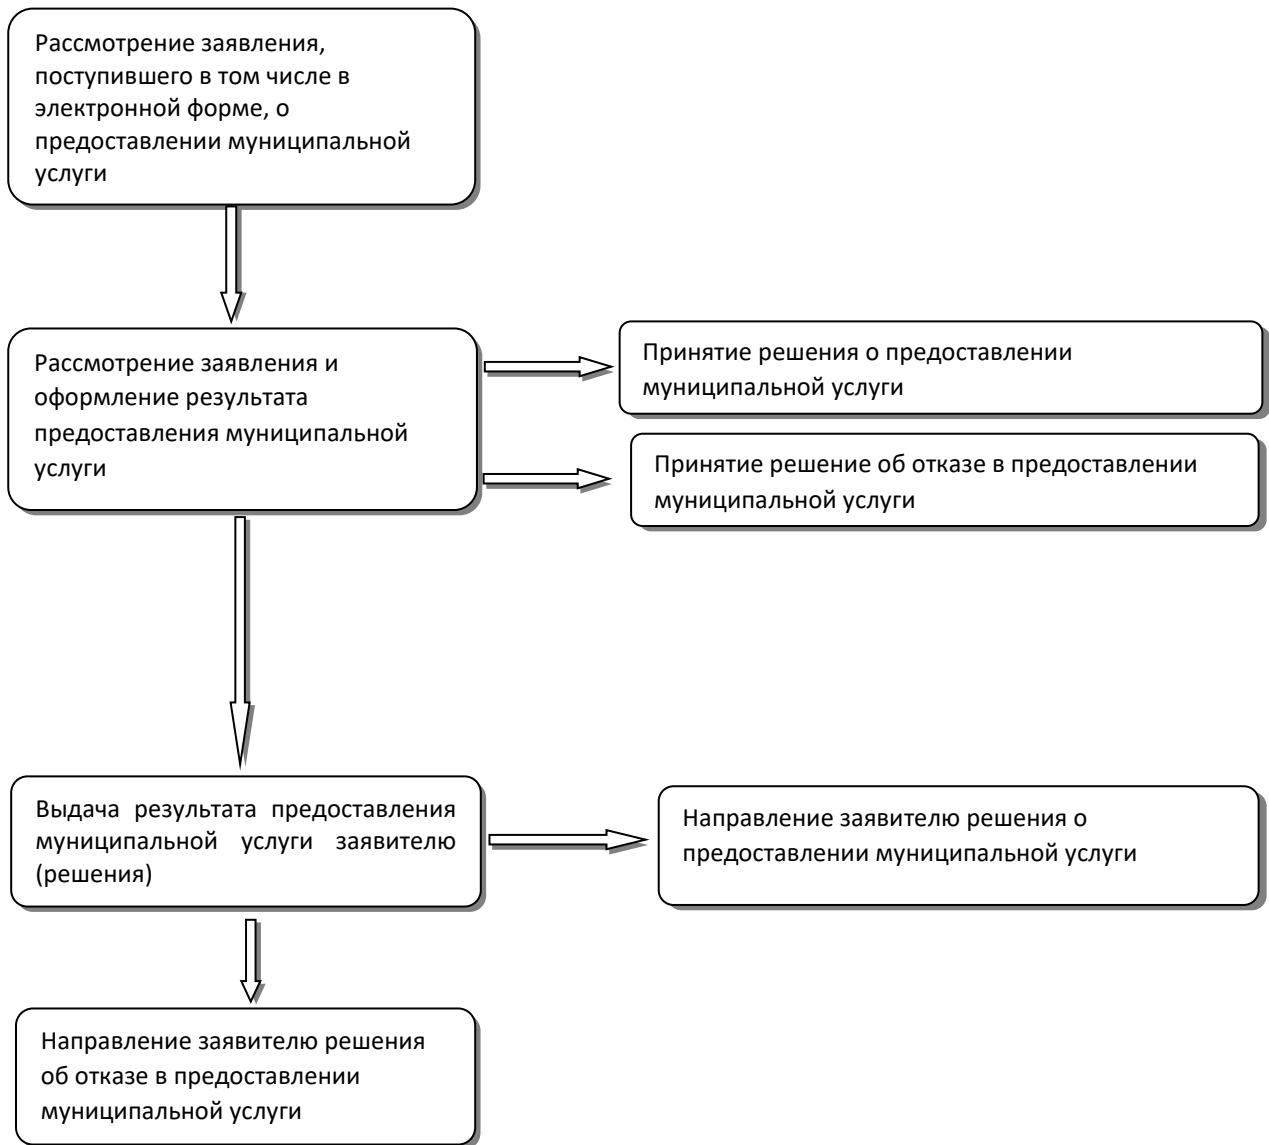 Рассмотрение заявления,
поступившего в том числе в
электронной форме, о
предоставлении муниципальной
услуги
Рассмотрение заявления и
оформление результата
предоставления муниципальной
услуги
Принятие решения о предоставлении
муниципальной услуги
Принятие решение об отказе в предоставлении
муниципальной услуги
Выдача результата предоставления
муниципальной услуги заявителю
(решения)
Направление заявителю решения о
предоставлении муниципальной услуги
Направление заявителю решения
об отказе в предоставлении
муниципальной услуги